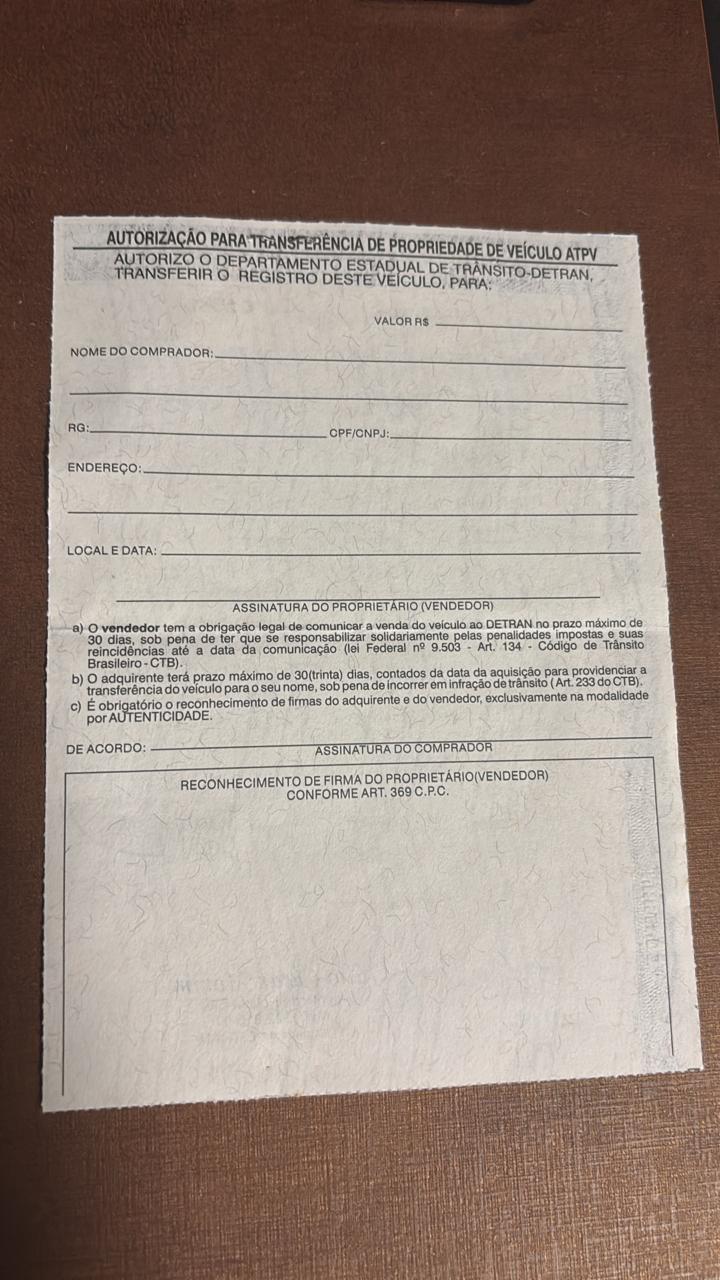 AUTORIZAÇÃO PARA TRANSFERÊNCIA DE PROPRIEDADE DE VEÍCULO ATPV
AUTORIZO O DEPARTAMENTO ESTADUAL DE TRÂNSITO-DETRAN,
TRANSFERIR O REGISTRO DESTE VEÍCULO, PARA:
VALOR R$
NOME DO COMPRADOR:
RG: CPF/CNPJ:
ENDEREÇO:
LOCAL E DATA:
ASSINATURA DO PROPRIETÁRIO (VENDEDOR)
a) O vendedor tem a obrigação legal de comunicar a venda do veículo ao DETRAN no prazo máximo de
30 dias, sob pena de ter que se responsabilizar solidariamente pelas penalidades impostas e suas
reincidências até a data da comunicação (lei Federal nº 9.503 - Art. 134 - Código de Trânsito
Brasileiro - CTB).
b) O adquirente terá prazo máximo de 30(trinta) dias, contados da data da aquisição para providenciar a
transferência do veículo para o seu nome, sob pena de incorrer em infração de trânsito ( Art. 233 do CTB).
c) É obrigatório o reconhecimento de firmas do adquirente e do vendedor, exclusivamente na modalidade
por AUTENTICIDADE.
DE ACORDO:
ASSINATURA DO COMPRADOR
RECONHECIMENTO DE FIRMA DO PROPRIETÁRIO(VENDEDOR)
CONFORME ART. 369 C.P.C.